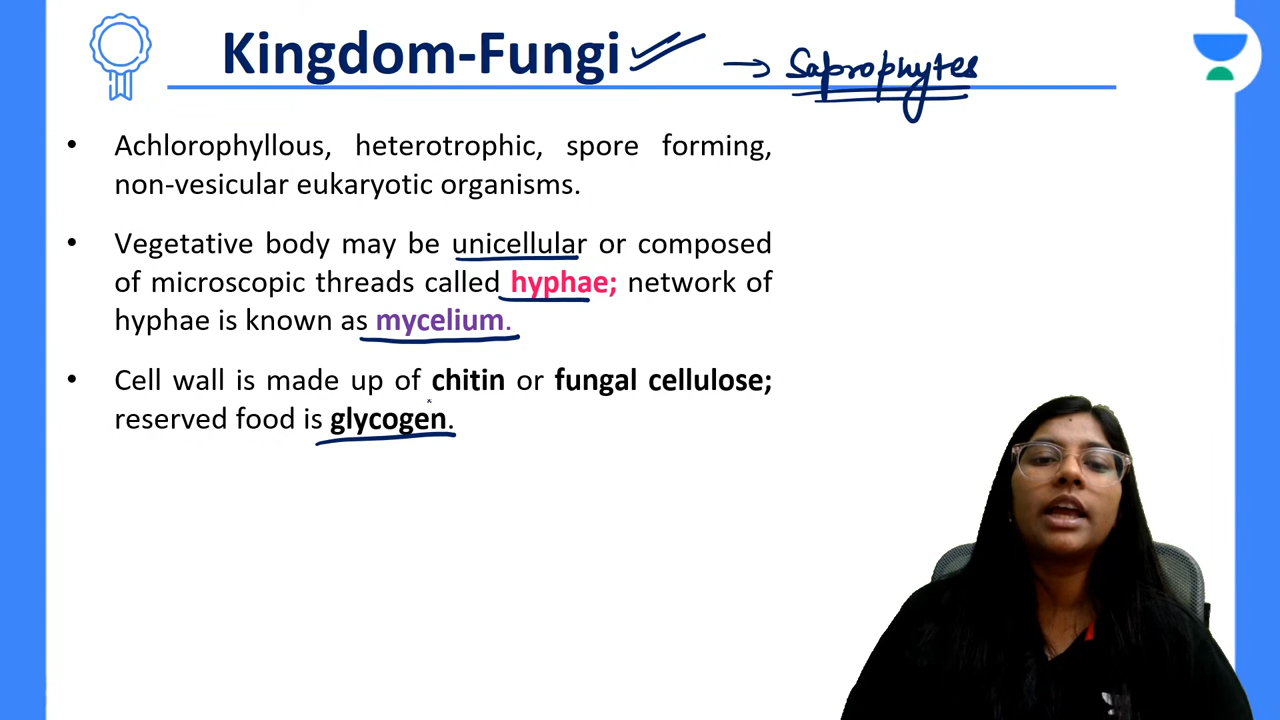 Kingdom-Fungi → Saprophytes
• Achlorophyllous, heterotrophic, spore forming,
non-vesicular eukaryotic organisms.
• Vegetative body may be unicellular or composed
of microscopic threads called hyphae; network of
hyphae is known as mycelium.
• Cell wall is made up of chitin or fungal cellulose;
reserved food is glycogen.